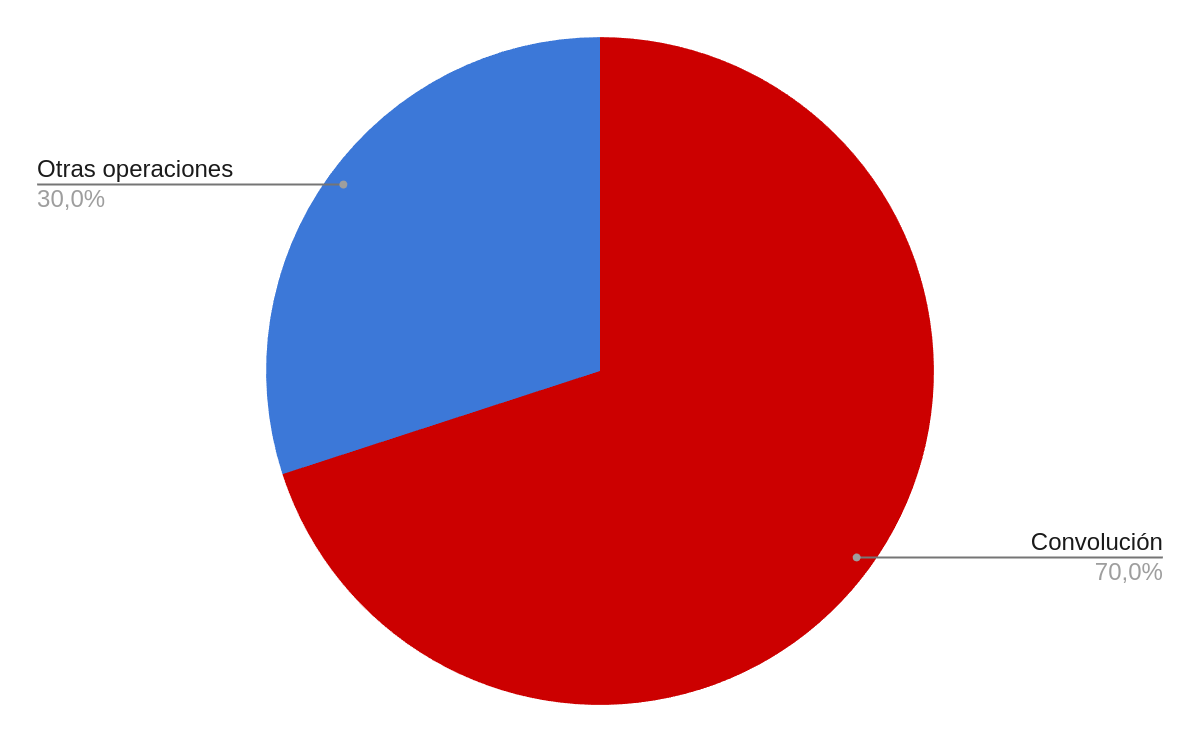 Otras operaciones
30,0%
Convolución
70,0%